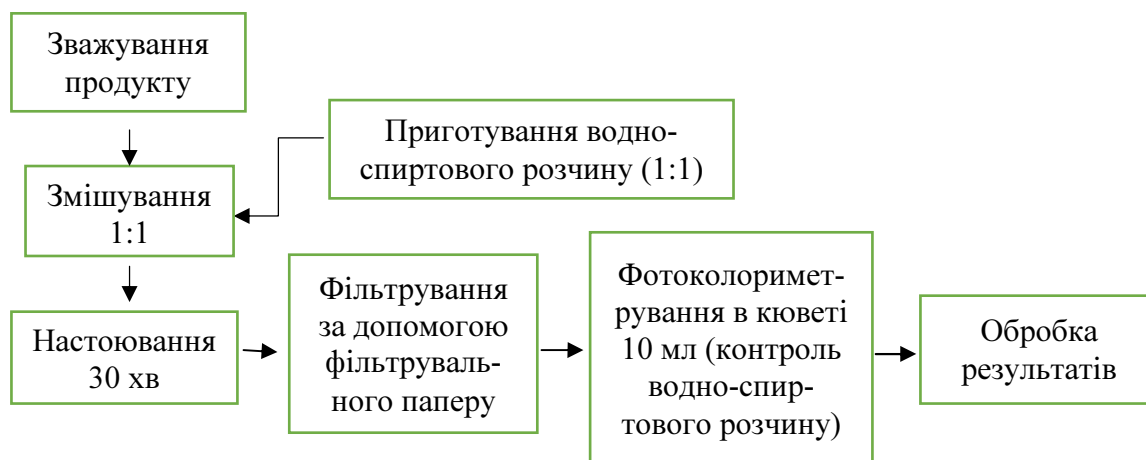 Зважування
продукту
Приготування водно-
спиртового розчину (1:1)
Змішування
1:1
Настоювання
30 хв
Фільтрування
за допомогою
фільтруваль-
ного паперу
Фотоколоримет-
рування в кюветі
10 мл (контроль
водно-спир-
тового розчину)
Обробка
результатів